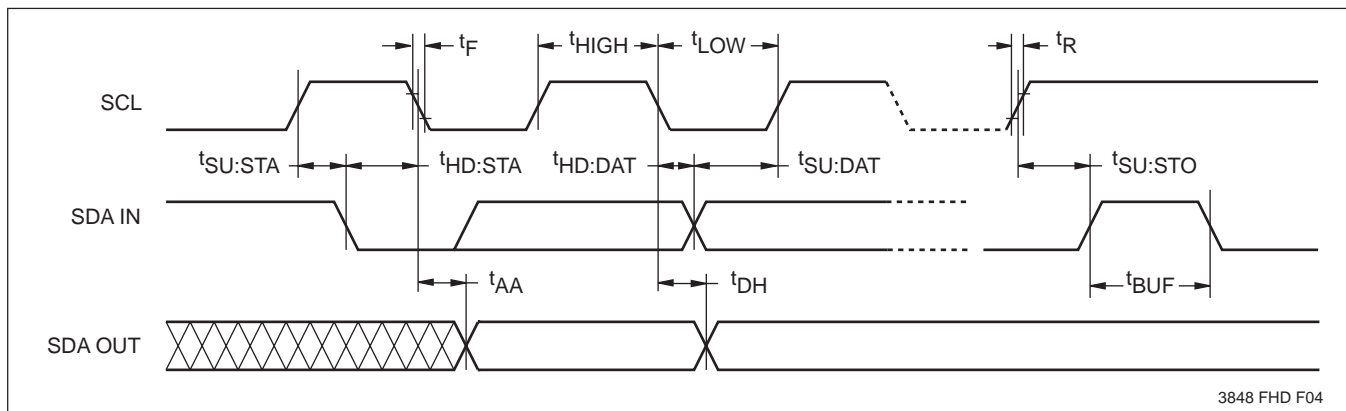 tF
tHIGH
tLOW
tR
SCL
tSU:STA
tHD:STA
tHD:DAT
tSU:DAT
tSU:STO
SDA IN
tAA
tDH
tBUF
SDA OUT
3848 FHD F04